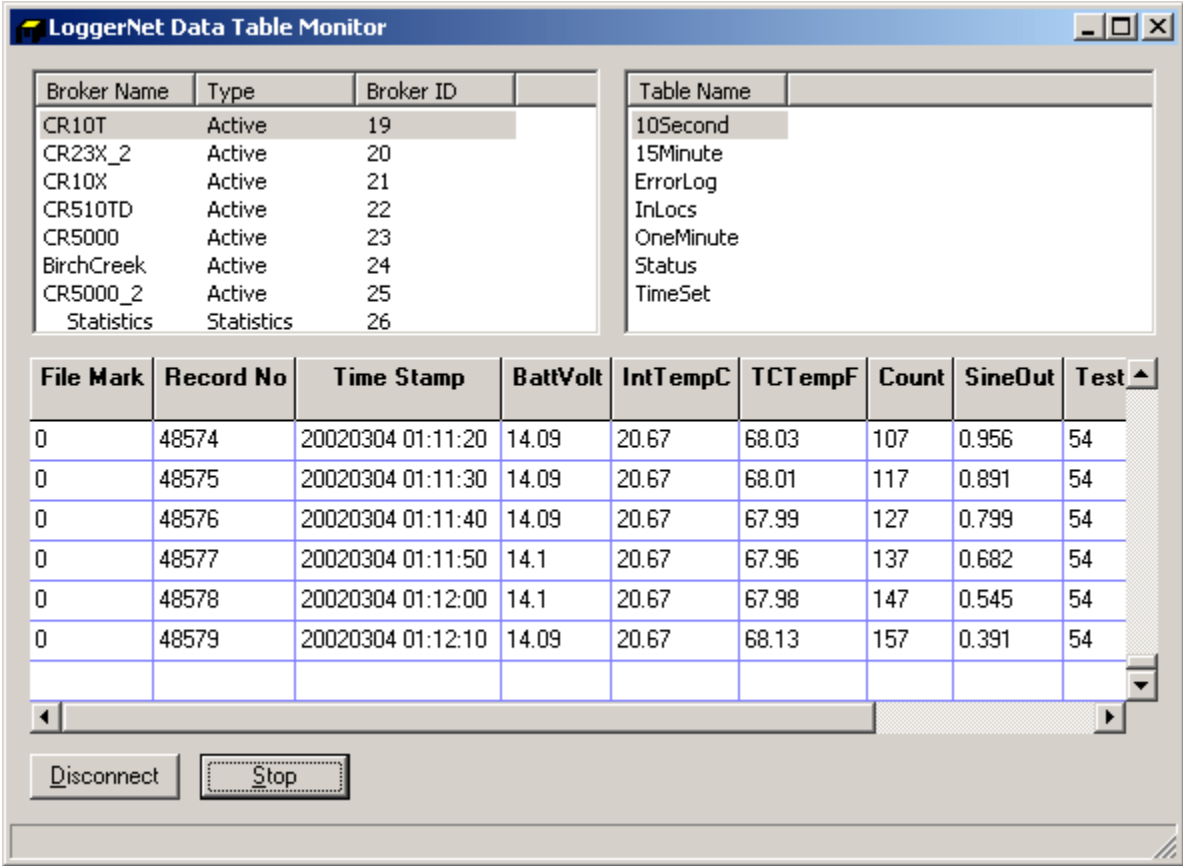 LoggerNet Data Table Monitor
Broker Name Type Broker ID
CR10T Active 19
CR23X_2 Active 20
CR10X Active 21
CR510TD Active 22
CR5000 Active 23
BirchCreek Active 24
CR5000_2 Active 25
Statistics Statistics 26
Table Name
10Second
15Minute
ErrorLog
InLocs
OneMinute
Status
TimeSet
File Mark Record No Time Stamp BattVolt IntTempC TCTempF Count SineOut Test
0 48574 20020304 01:11:20 14.09 20.67 68.03 107 0.956 54
0 48575 20020304 01:11:30 14.09 20.67 68.01 117 0.891 54
0 48576 20020304 01:11:40 14.09 20.67 67.99 127 0.799 54
0 48577 20020304 01:11:50 14.1 20.67 67.96 137 0.682 54
0 48578 20020304 01:12:00 14.1 20.67 67.98 147 0.545 54
0 48579 20020304 01:12:10 14.09 20.67 68.13 157 0.391 54
Disconnect Stop